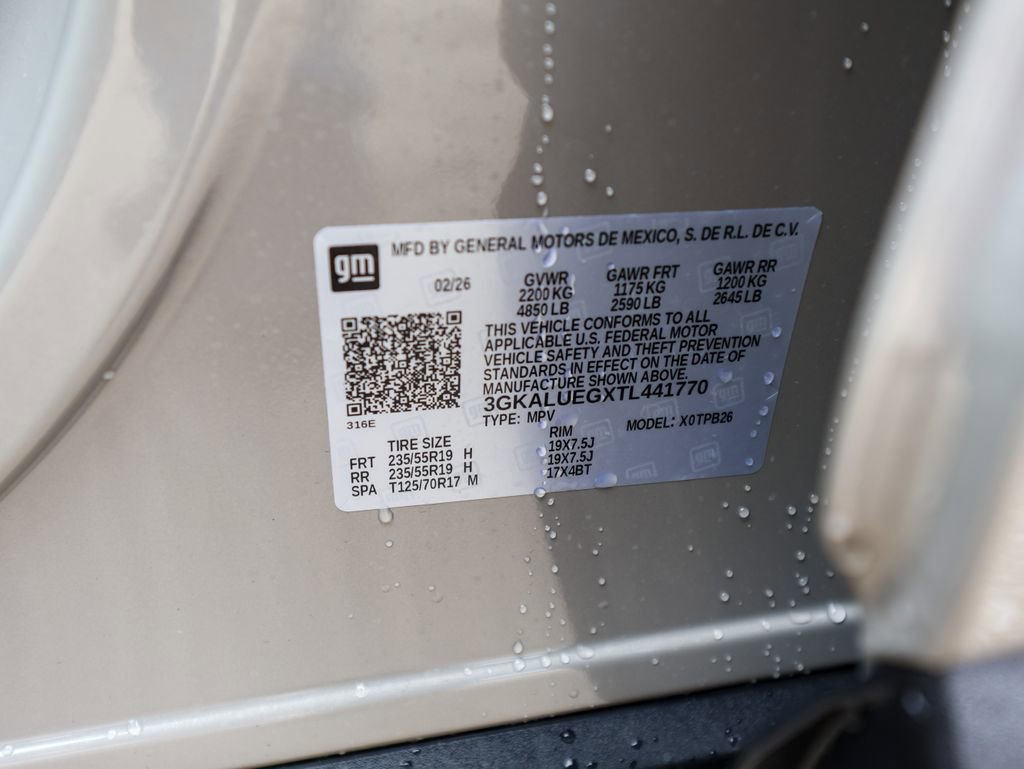 gm
MFD BY GENERAL MOTORS DE MEXICO, S. DE R.L. DE C.V.
02/26
GVWR GAWR FRT GAWR RR
2200 KG 1175 KG 1200 KG
4850 LB 2590 LB 2645 LB
THIS VEHICLE CONFORMS TO ALL
APPLICABLE U.S. FEDERAL MOTOR
VEHICLE SAFETY AND THEFT PREVENTION
STANDARDS IN EFFECT ON THE DATE OF
MANUFACTURE SHOWN ABOVE.
3GKALUEGXTL441770
TYPE: MPV MODEL: X0TPB26
316E
TIRE SIZE RIM
FRT 235/55R19 H 19X7.5J
RR 235/55R19 H 19X7.5J
SPA T125/70R17 M 17X4BT